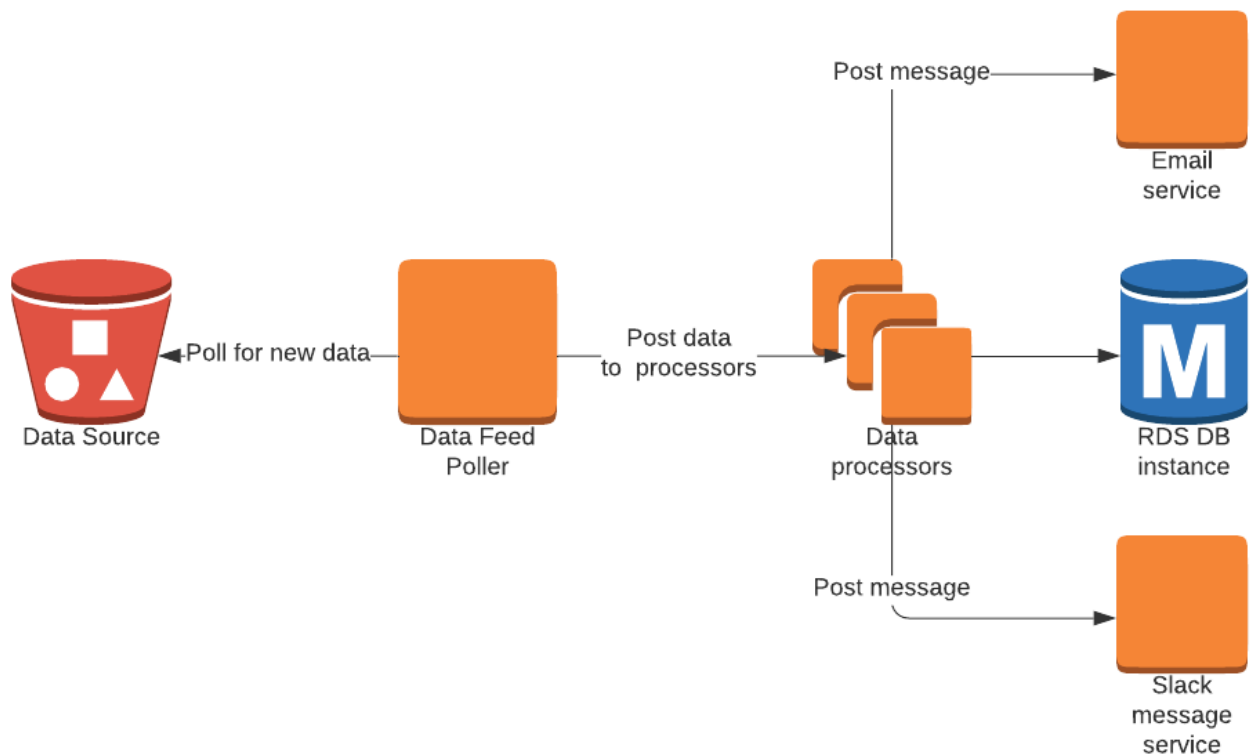 Post message
Email
service
Poll for new data
Post data
to processors
Data Source
Data Feed
Poller
Data
processors
M
RDS DB
instance
Post message
Slack
message
service